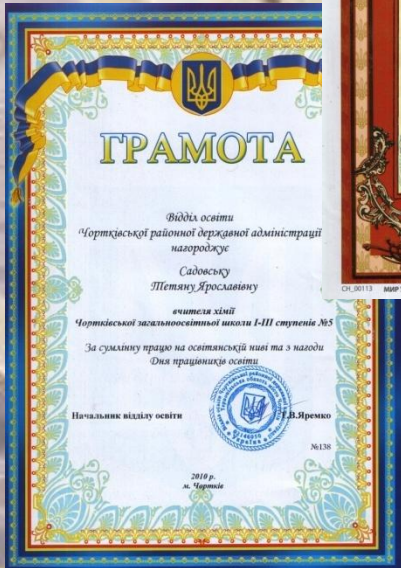 ГРАМОТА
Відділ освіти
Чортківської районної державної адміністрації
нагороджує
Садовську
Тетяну Ярославівну
вчителя хімії
Чортківської загальноосвітньої школи І-ІІІ ступенів №5
За сумлінну працю на освітянській ниві та з нагоди
Дня працівників освіти
Начальник відділу освіти В.Яремко
№138
2010 р.
м. Чортків
CH_00113 МИР